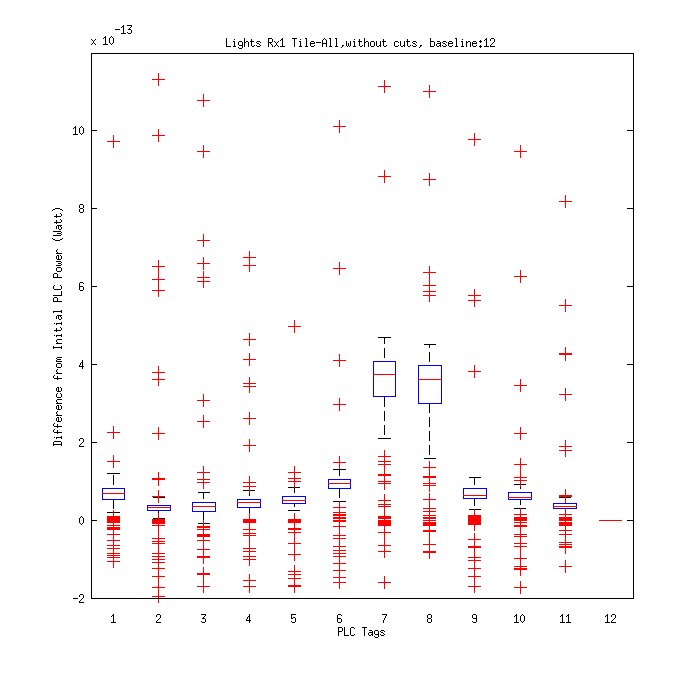 x 10^-13
Lights Rx1 Tile-All,without cuts, baseline:12
Difference from Initial PLC Power (Watt)
10
8
6
4
2
0
-2
1 2 3 4 5 6 7 8 9 10 11 12
PLC Tags